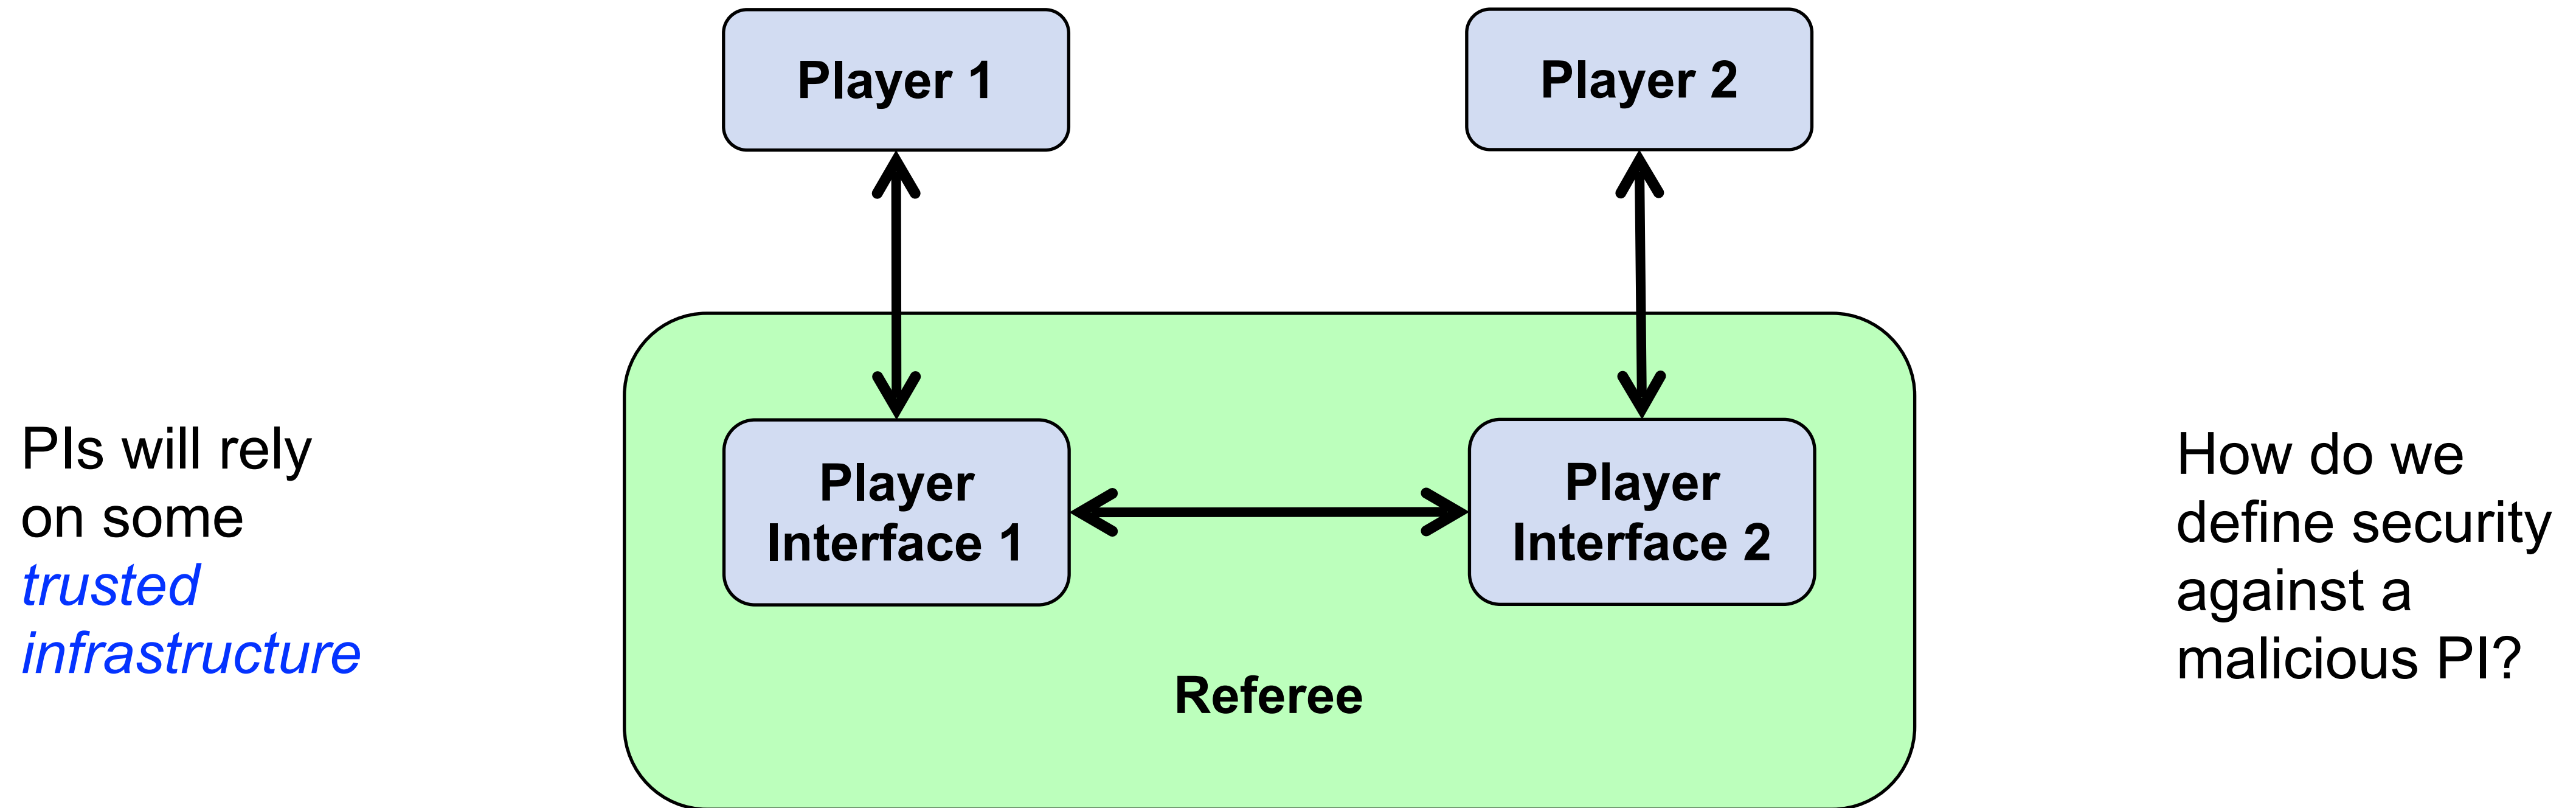 Player 1
Player 2
PIs will rely
on some
trusted
infrastructure
Player
Interface 1
Player
Interface 2
Referee
How do we
define security
against a
malicious PI?